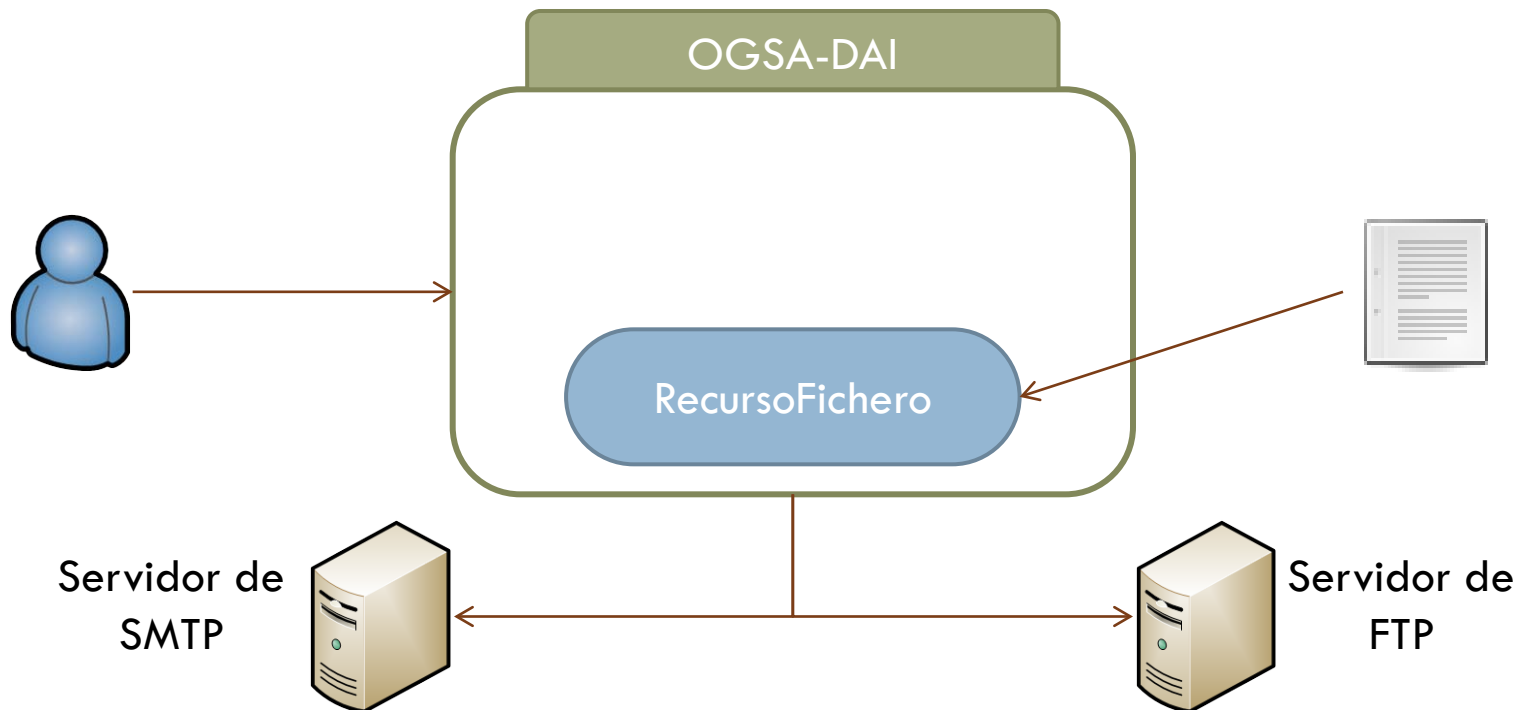 OGSA-DAI
RecursoFichero
Servidor de
SMTP
Servidor de
FTP